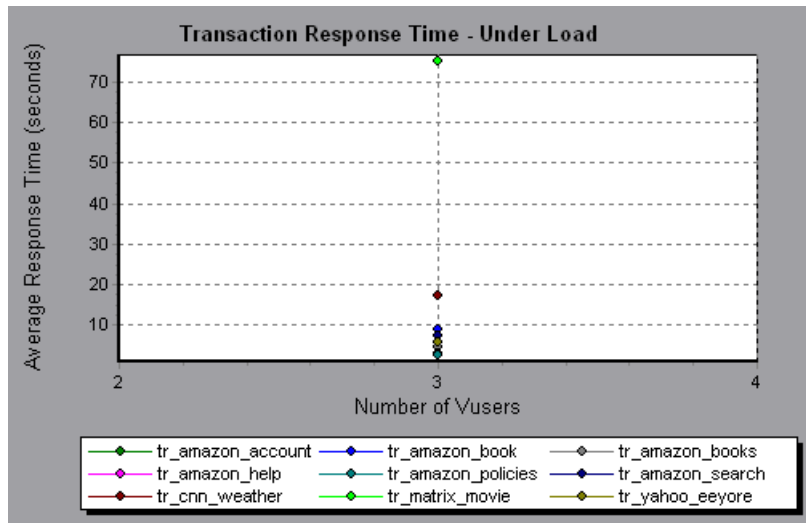 Transaction Response Time - Under Load
Average Response Time (seconds)
70
60
50
40
30
20
10
2 3 4
Number of Vusers
tr_amazon_account tr_amazon_book tr_amazon_books
tr_amazon_help tr_amazon_policies tr_amazon_search
tr_cnn_weather tr_matrix_movie tr_yahoo_eeyore